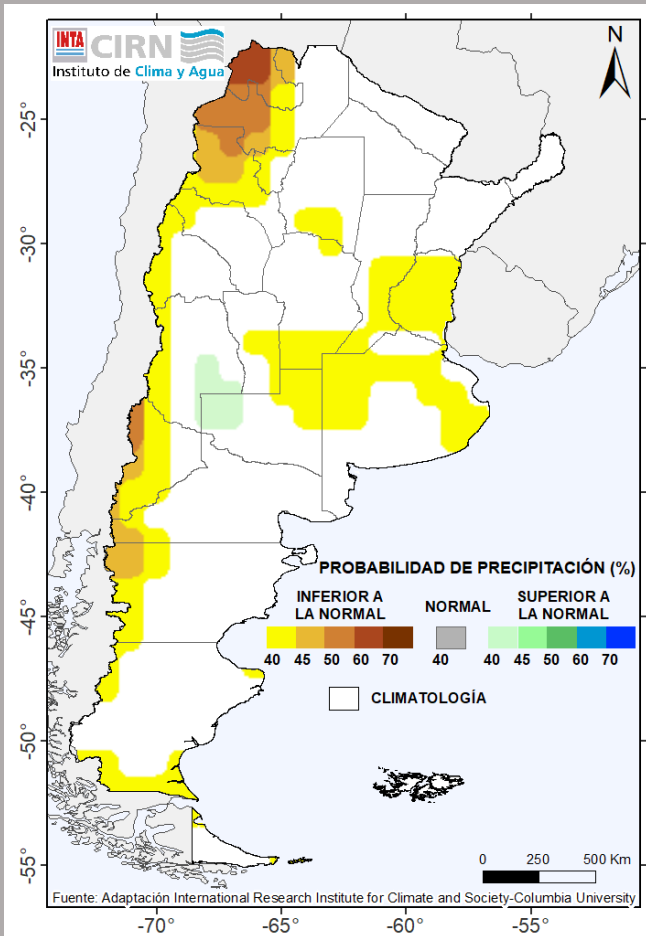 INTA CIRN
Instituto de Clima y Agua
N
25°
30°
35°
40°
45°
50°
-55°
PROBABILIDAD DE PRECIPITACIÓN (%)
INFERIOR A LA NORMAL
NORMAL
SUPERIOR A LA NORMAL
40 45 50 60 70
40
40 45 50 60 70
CLIMATOLOGÍA
0 250 500 Km
Fuente: Adaptación International Research Institute for Climate and Society-Columbia University
-70° -65° -60° -55°